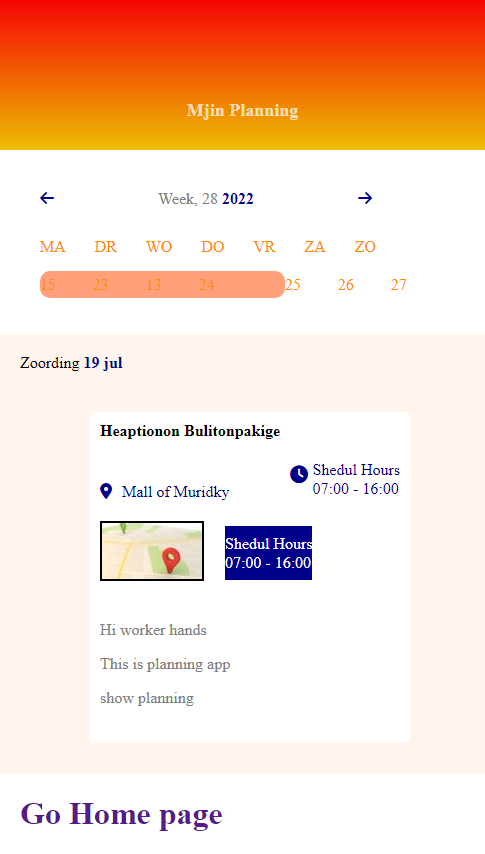 Mjin Planning
Week, 28 2022
MA DR WO DO VR ZA ZO
15 23 13 24 25 26 27
Zoording 19 jul
Heaptionon Bulitonpakige
Mall of Muridky
Shedul Hours
07:00 - 16:00
Shedul Hours
07:00 - 16:00
Hi worker hands
This is planning app
show planning
Go Home page